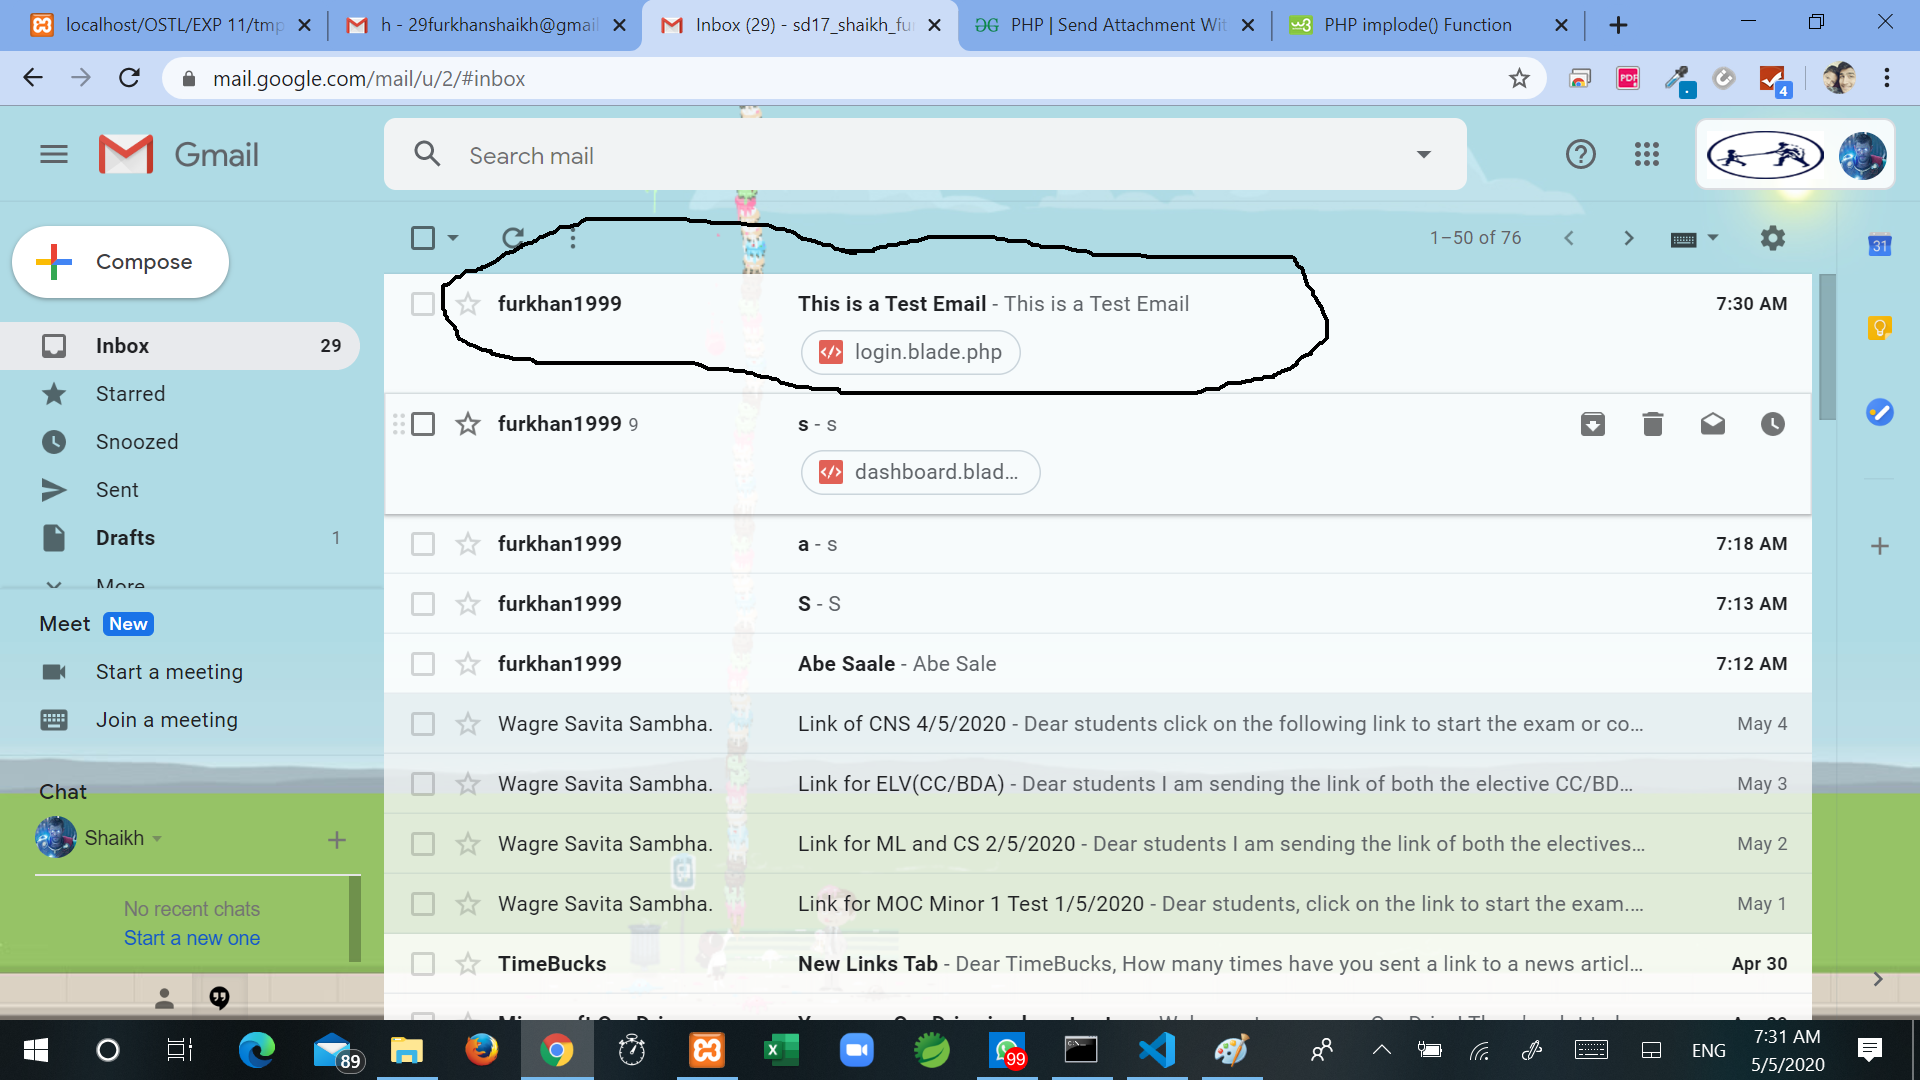 localhost/OSTL/EXP 11/tmp
h - 29furkhanshaikh@gmail
Inbox (29) - sd17_shaikh_fur
PHP | Send Attachment Wit
PHP implode() Function
mail.google.com/mail/u/2/#inbox
PDF
4
Gmail
Search mail
Compose
1–50 of 76
31
Inbox 29
Starred
Snoozed
Sent
Drafts 1
More
Meet New
Start a meeting
Join a meeting
Chat
Shaikh
No recent chats
Start a new one
furkhan1999 This is a Test Email - This is a Test Email 7:30 AM
login.blade.php
furkhan1999 9 s - s
dashboard.blad...
furkhan1999 a - s 7:18 AM
furkhan1999 S - S 7:13 AM
furkhan1999 Abe Saale - Abe Sale 7:12 AM
Wagre Savita Sambha. Link of CNS 4/5/2020 - Dear students click on the following link to start the exam or co... May 4
Wagre Savita Sambha. Link for ELV(CC/BDA) - Dear students I am sending the link of both the elective CC/BD... May 3
Wagre Savita Sambha. Link for ML and CS 2/5/2020 - Dear students I am sending the link of both the electives... May 2
Wagre Savita Sambha. Link for MOC Minor 1 Test 1/5/2020 - Dear students, click on the link to start the exam.... May 1
TimeBucks New Links Tab - Dear TimeBucks, How many times have you sent a link to a news articl... Apr 30
89
99
ENG
7:31 AM
5/5/2020